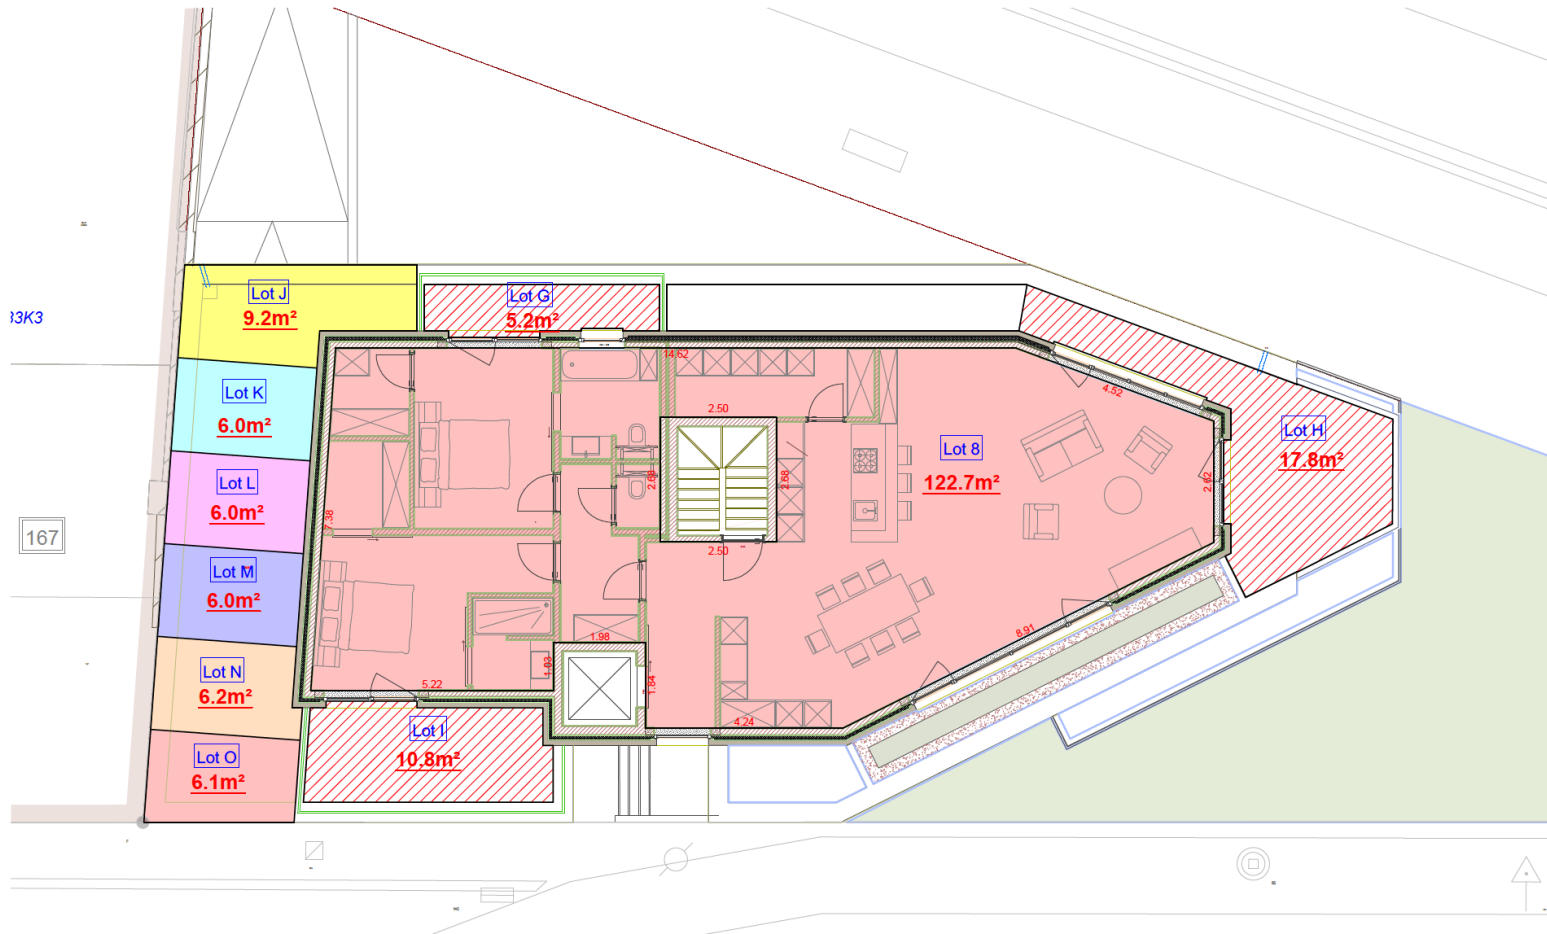 Lot J
9.2m²
Lot G
5.2m²
33K3
14.62
4.52
Lot K
6.0m²
2.50
Lot H
17.8m²
Lot 8
122.7m²
2.68
2.68
2.62
Lot L
6.0m²
7.38
167
2.50
Lot M
6.0m²
8.91
1.98
1.93
Lot N
6.2m²
5.22
1.84
4.24
Lot I
10.8m²
Lot O
6.1m²